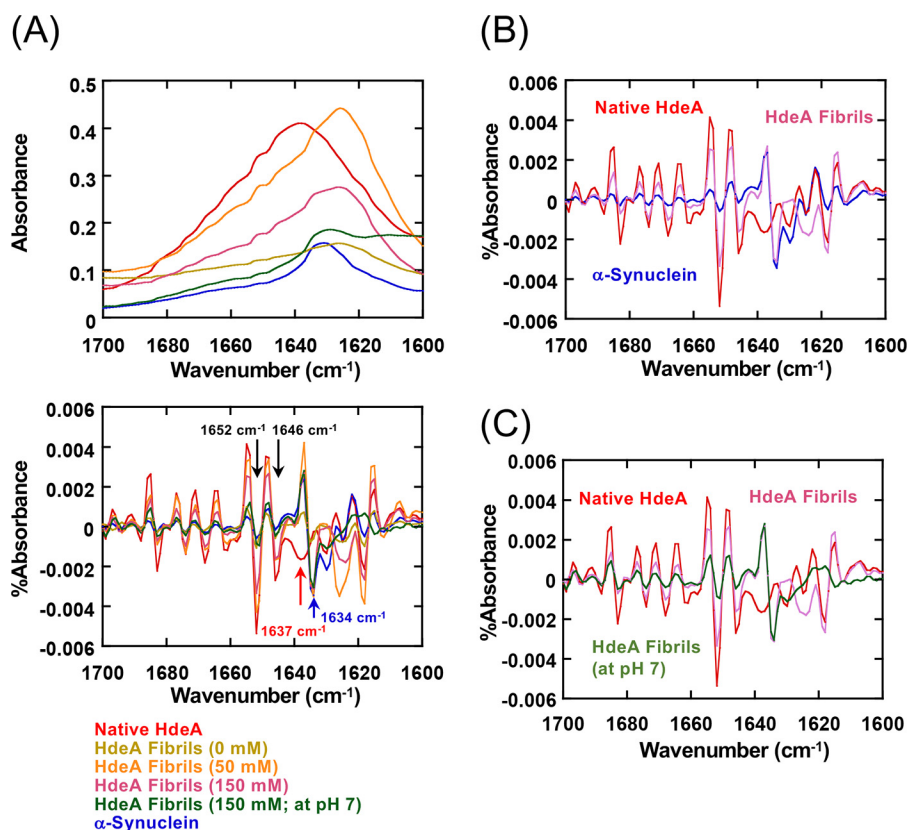 (A)
0.5
0.4
0.3
0.2
0.1
0
Absorbance
1700 1680 1660 1640 1620 1600
Wavenumber (cm-1)
0.006
0.004
0.002
0
-0.002
-0.004
-0.006
%Absorbance
1652 cm-1 1646 cm-1
1634 cm-1
1637 cm-1
1700 1680 1660 1640 1620 1600
Wavenumber (cm-1)
Native HdeA
HdeA Fibrils (0 mM)
HdeA Fibrils (50 mM)
HdeA Fibrils (150 mM)
HdeA Fibrils (150 mM; at pH 7)
α-Synuclein
(B)
0.006
0.004
0.002
0
-0.002
-0.004
-0.006
%Absorbance
Native HdeA
HdeA Fibrils
α-Synuclein
1700 1680 1660 1640 1620 1600
Wavenumber (cm-1)
(C)
0.006
0.004
0.002
0
-0.002
-0.004
-0.006
%Absorbance
Native HdeA
HdeA Fibrils
HdeA Fibrils
(at pH 7)
1700 1680 1660 1640 1620 1600
Wavenumber (cm-1)